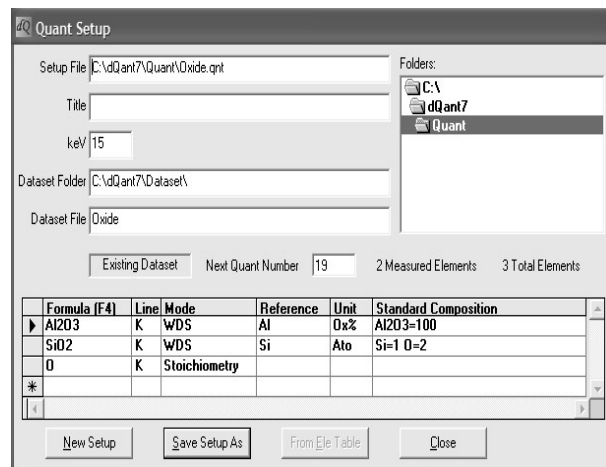 dQ Quant Setup
Setup File C:\dQant7\Quant\Oxide.qnt
Folders:
C:\
dQant7
Quant
Title
keV 15
Dataset Folder C:\dQant7\Dataset\
Dataset File Oxide
Existing Dataset Next Quant Number 19 2 Measured Elements 3 Total Elements
Formula (F4) Line Mode Reference Unit Standard Composition
Al2O3 K WDS Al Ox% Al2O3=100
SiO2 K WDS Si Ato Si=1 O=2
O K Stoichiometry
New Setup Save Setup As From Ele Table Close